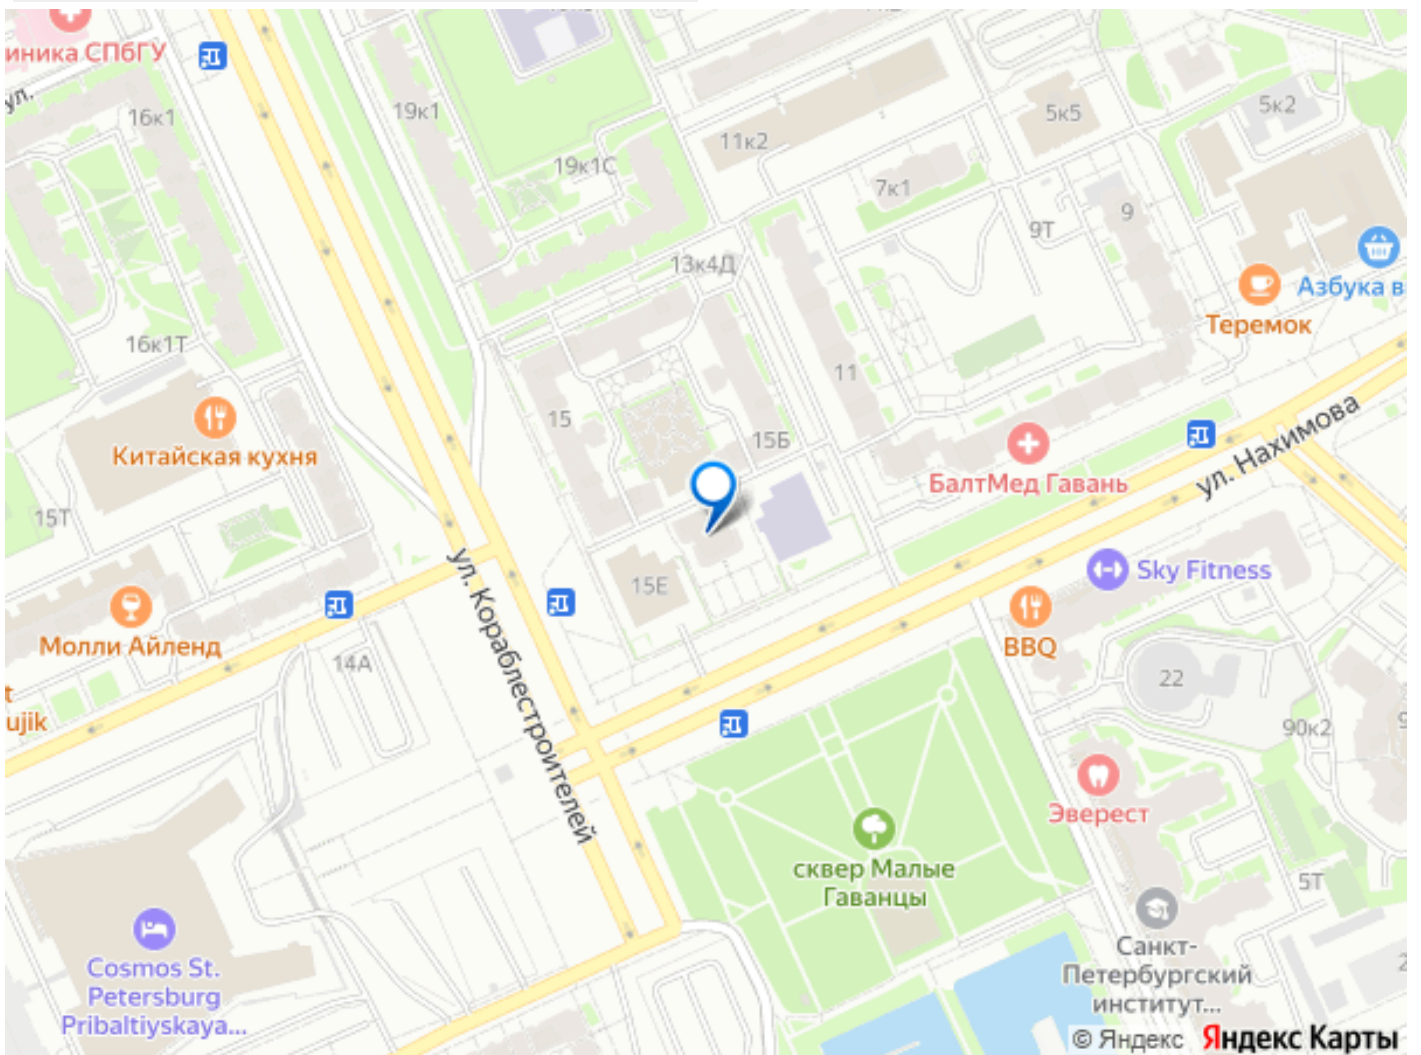 иника СПбГУ
ул.
16к1
19к1
19к1С
11к2
5к5
5к2
7к1
9
9Т
13к4Д
Азбука в
Теремок
16к1Т
11
15
15Б
Китайская кухня
БалтМед Гавань
ул. Нахимова
15Т
15Е
Sky Fitness
ул. Кораблестроителей
Молли Айленд
BBQ
14А
22
t
ujik
90к2
9
Эверест
сквер Малые
Гаванцы
5Т
Санкт-
Петербургский
институт...
2
Cosmos St.
Petersburg
Pribaltiyskaya...
© Яндекс Яндекс Карты